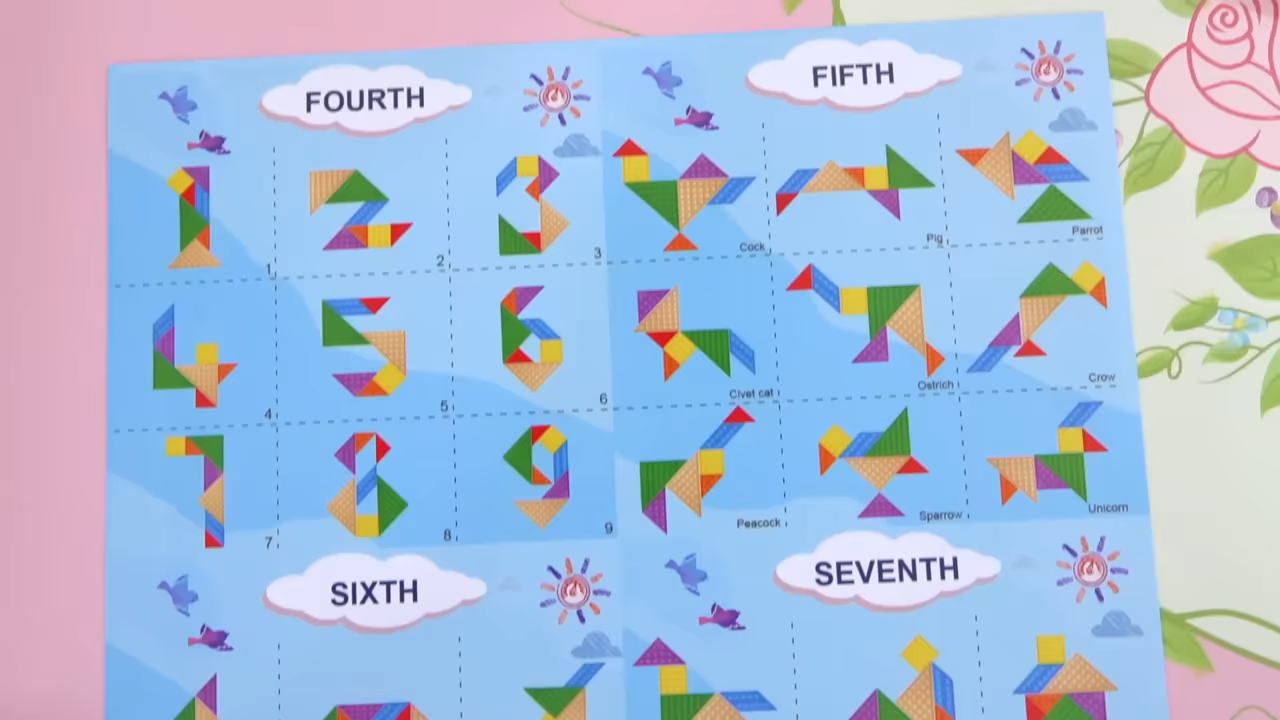 FOURTH
1
2
3
4
5
6
7
8
9
FIFTH
Cock
Pig
Parrot
Civet cat
Ostrich
Crow
Peacock
Sparrow
Unicorn
SIXTH
SEVENTH